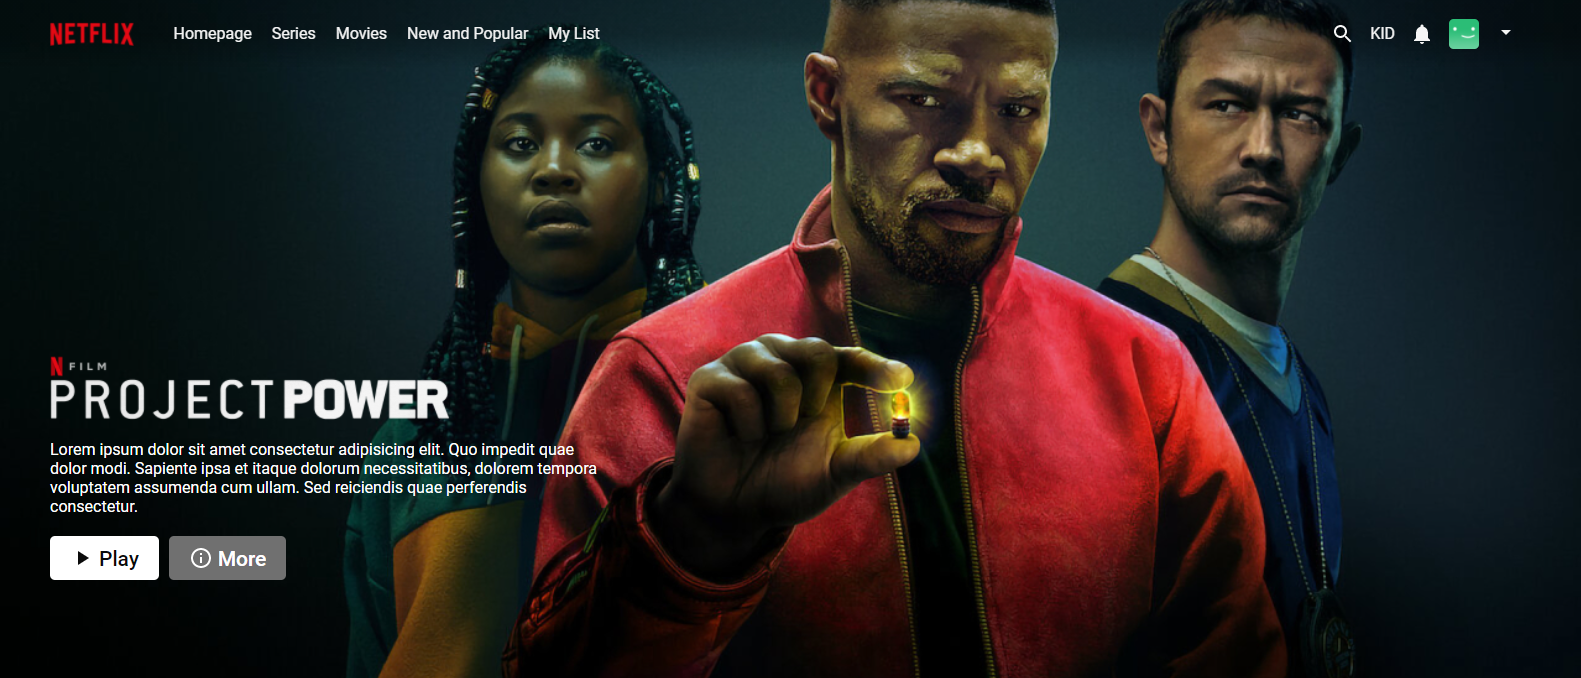 NETFLIX Homepage Series Movies New and Popular My List KID
N FILM
PROJECT POWER
Lorem ipsum dolor sit amet consectetur adipisicing elit. Quo impedit quae
dolor modi. Sapiente ipsa et itaque dolorum necessitatibus, dolorem tempora
voluptatem assumenda cum ullam. Sed reiciendis quae perferendis
consectetur.
Play More